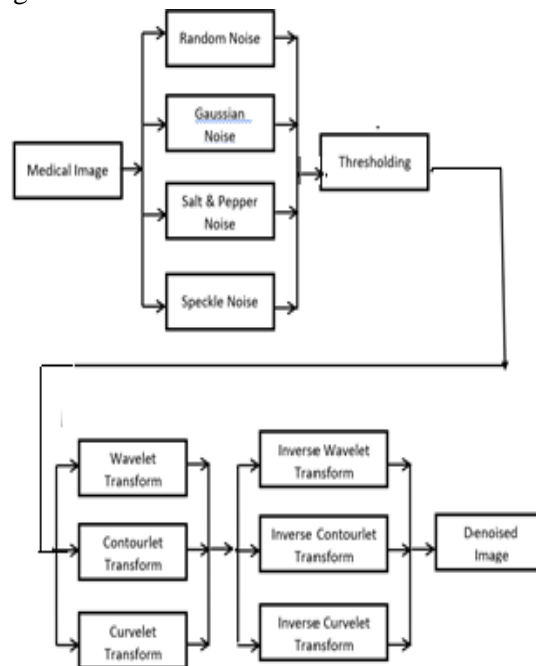 Random Noise
Gaussian
Noise
Medical Image
Thresholding
Salt & Pepper
Noise
Speckle Noise
Wavelet
Transform
Inverse Wavelet
Transform
Contourlet
Transform
Inverse Contourlet
Transform
Denoised
Image
Curvelet
Transform
Inverse Curvelet
Transform